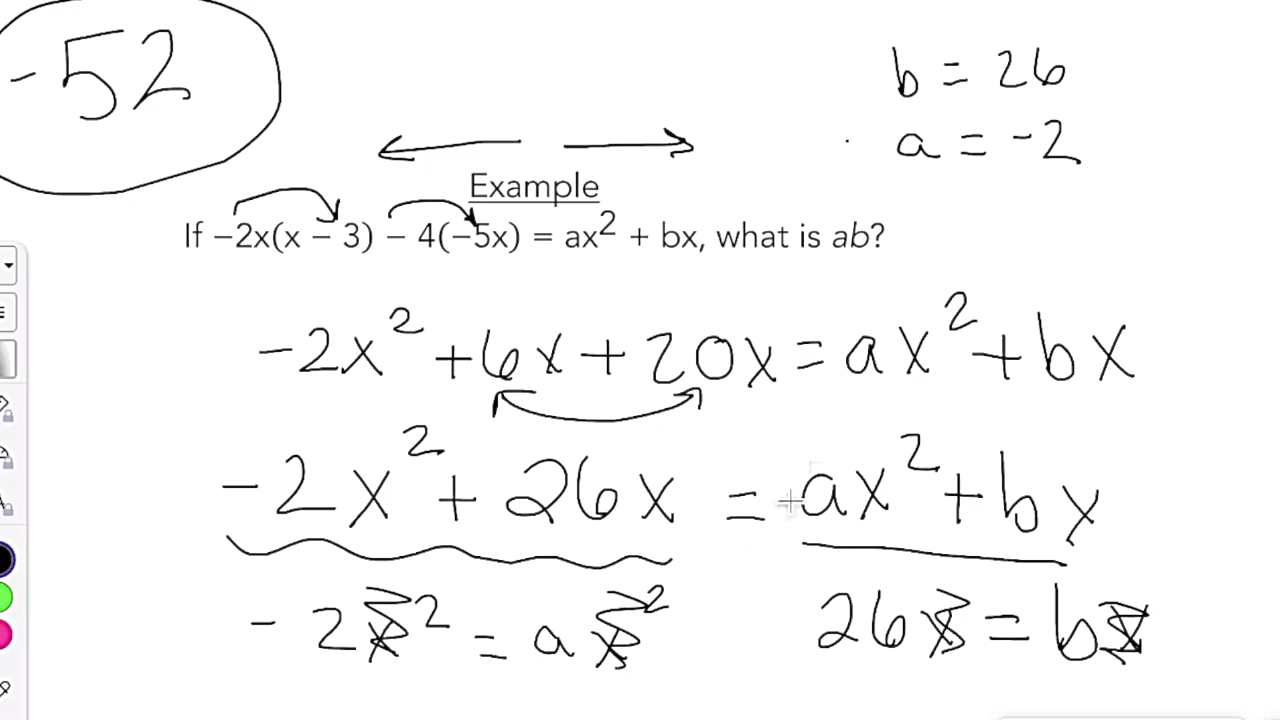 -52
b = 26
a = -2
Example
If −2x(x − 3) − 4(−5x) = ax² + bx, what is ab?
-2x² + 6x + 20x = ax² + bx
-2x² + 26x = ax² + bx
-2x² = ax² 26x = bx